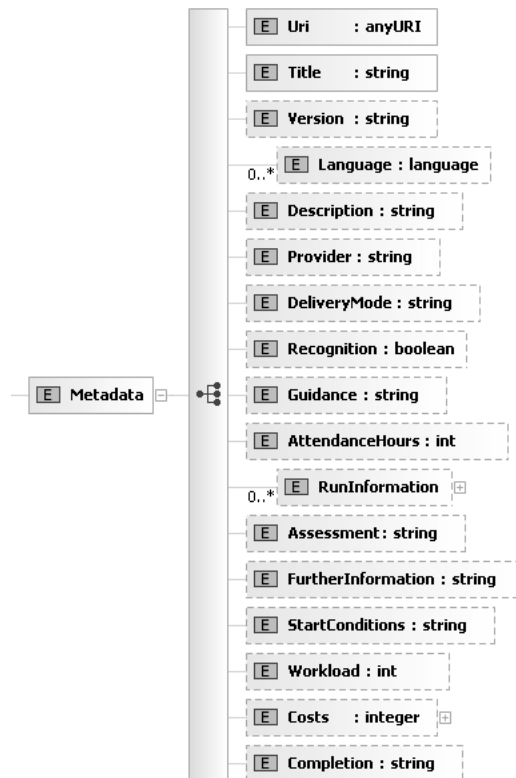 E Uri : anyURI
E Title : string
E Version : string
0..* E Language : language
E Description : string
E Provider : string
E DeliveryMode : string
E Recognition : boolean
E Metadata
E Guidance : string
E AttendanceHours : int
0..* E RunInformation
E Assessment: string
E FurtherInformation : string
E StartConditions : string
E Workload : int
E Costs : integer
E Completion : string